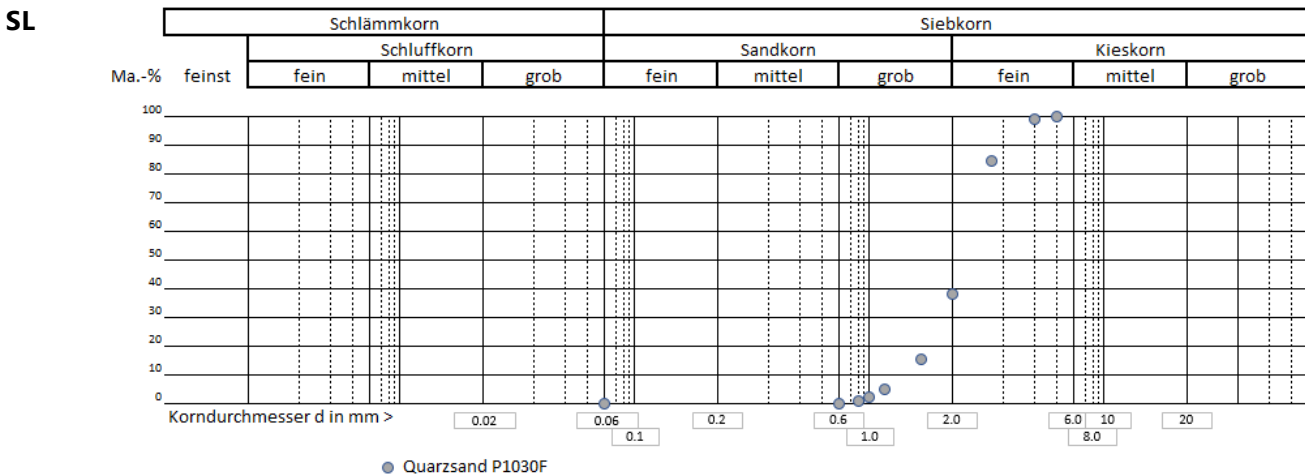 SL
Schlämmkorn Siebkorn
Schluffkorn Sandkorn Kieskorn
Ma.-% feinst fein mittel grob fein mittel grob fein mittel grob
100
90
80
70
60
50
40
30
20
10
0
Korndurchmesser d in mm > 0.02 0.06 0.2 0.6 2.0 6.0 10 20
0.1 1.0 8.0
Quarzsand P1030F